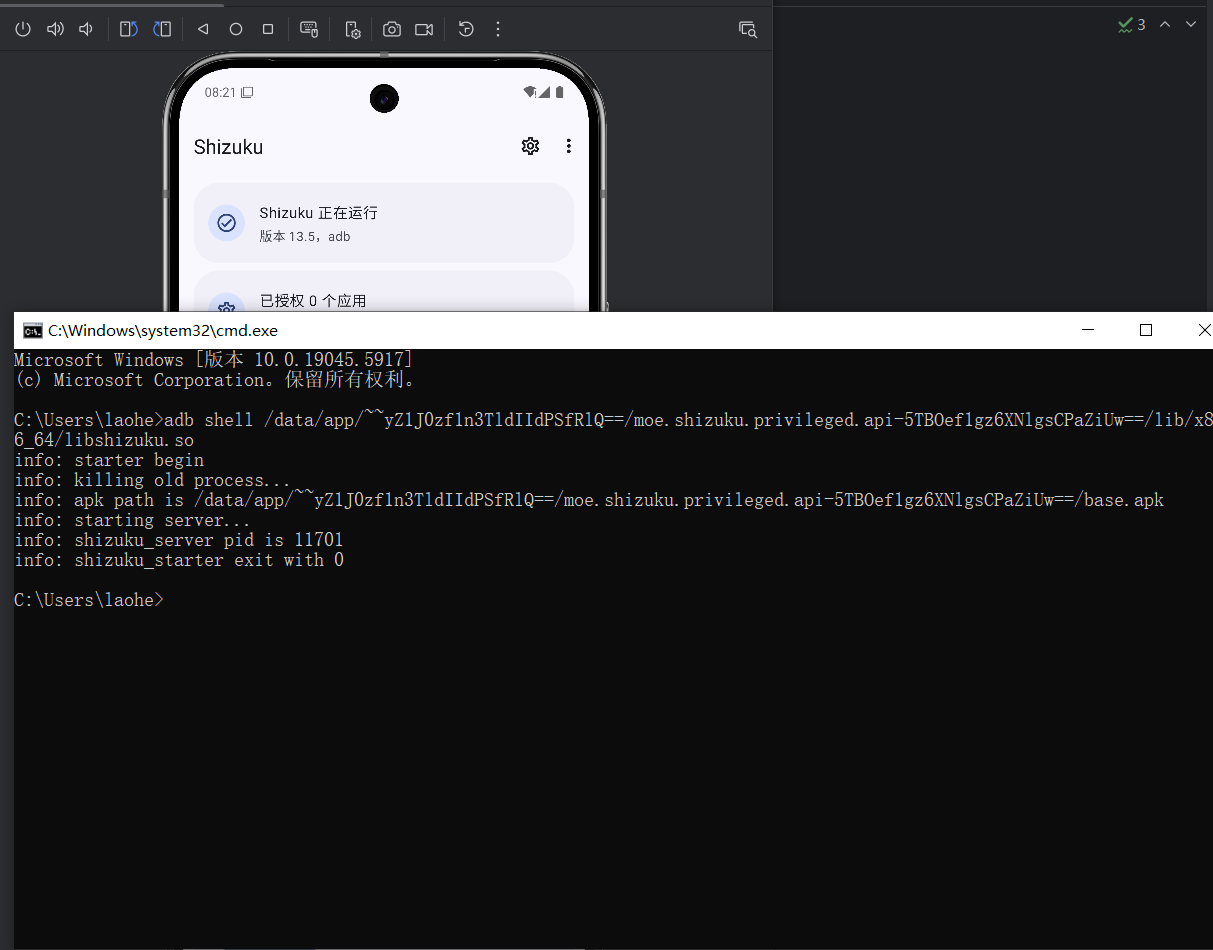 3
08:21
Shizuku
Shizuku 正在运行
版本 13.5，adb
已授权 0 个应用
C:\Windows\system32\cmd.exe
Microsoft Windows [版本 10.0.19045.5917]
(c) Microsoft Corporation。保留所有权利。
C:\Users\laohe>adb shell /data/app/~~yZlJ0zf1n3TldIIdPSfRlQ==/moe.shizuku.privileged.api-5TBOef1gz6XNlgsCPaZiUw==/lib/x8
6_64/libshizuku.so
info: starter begin
info: killing old process...
info: apk path is /data/app/~~yZlJ0zf1n3TldIIdPSfRlQ==/moe.shizuku.privileged.api-5TBOef1gz6XNlgsCPaZiUw==/base.apk
info: starting server...
info: shizuku_server pid is 11701
info: shizuku_starter exit with 0
C:\Users\laohe>